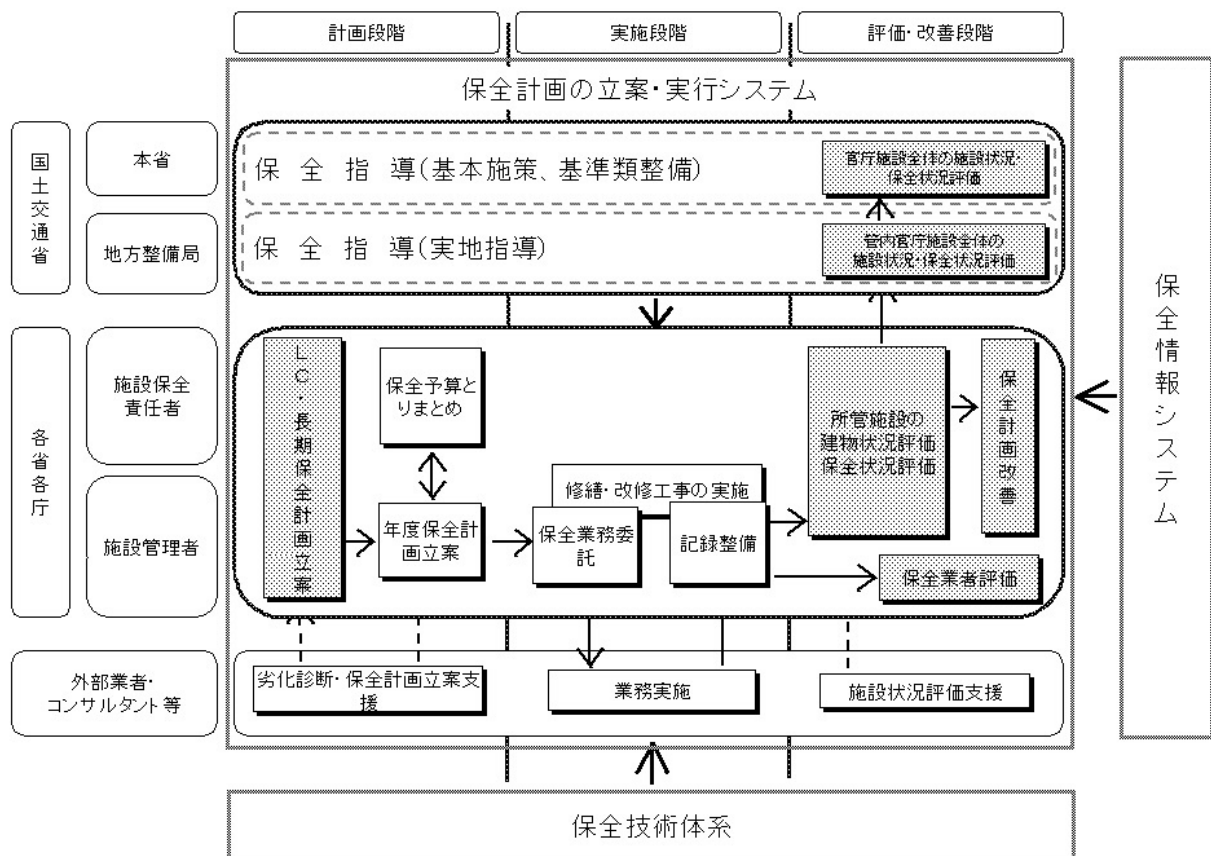 計画段階
実施段階
評価・改善段階
保全計画の立案・実行システム
国土交通省
本省
保全指導(基本施策、基準類整備)
官庁施設全体の施設状況・
保全状況評価
地方整備局
保全指導(実地指導)
管内官庁施設全体の
施設状況・保全状況評価
保全情報システム
各省各庁
施設保全
責任者
施設管理者
LC・長期保全計画立案
保全予算と
りまとめ
年度保全計
画立案
修繕・改修工事の実施
保全業務委
託
記録整備
所管施設の
建物状況評価
保全状況評価
保全計画改善
保全業者評価
外部業者・
コンサルタント等
劣化診断・保全計画立案支
援
業務実施
施設状況評価支援
保全技術体系